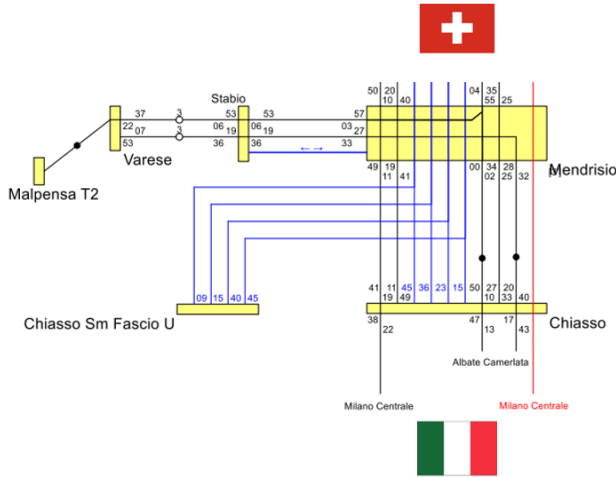 50 20 04 35
10 40 55 25
Stabio
37 3 53 53 57
22 06 06 03
07 3 19 19 27
53 36 36 ←→ 33
Varese
Malpensa T2
49 19 00 34 28
11 41 02 25 32
Mendrisio
41 11 45 36 23 15 50 27 20
19 49 10 33 40
09 15 40 45
Chiasso Sm Fascio U
Chiasso
38 47 17
22 13 43
Albate Camerlata
Milano Centrale
Milano Centrale